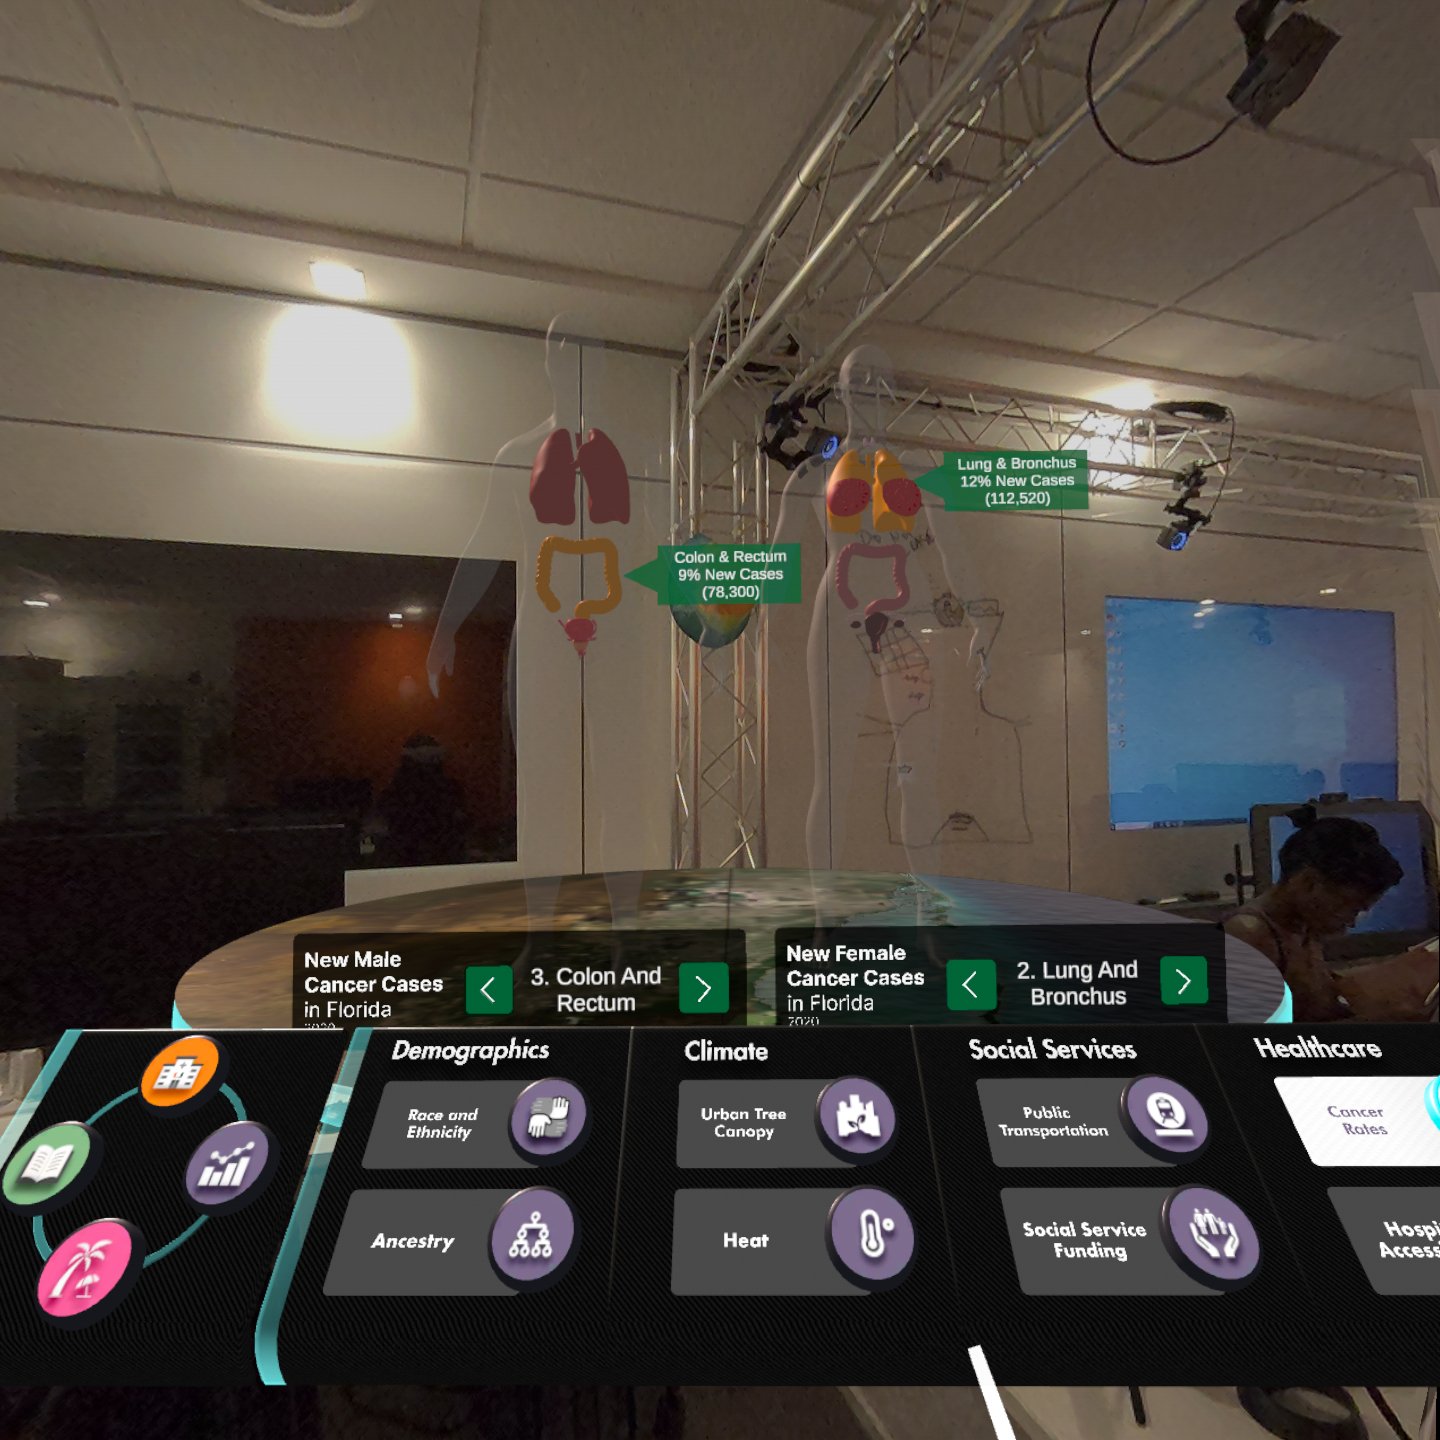 Lung & Bronchus
12% New Cases
(112,520)
Colon & Rectum
9% New Cases
(78,300)
New Male
Cancer Cases
in Florida
3. Colon And
Rectum
New Female
Cancer Cases
in Florida
2020
2. Lung And
Bronchus
Demographics
Race and
Ethnicity
Ancestry
Climate
Urban Tree
Canopy
Heat
Social Services
Public
Transportation
Social Service
Funding
Healthcare
Cancer
Rates